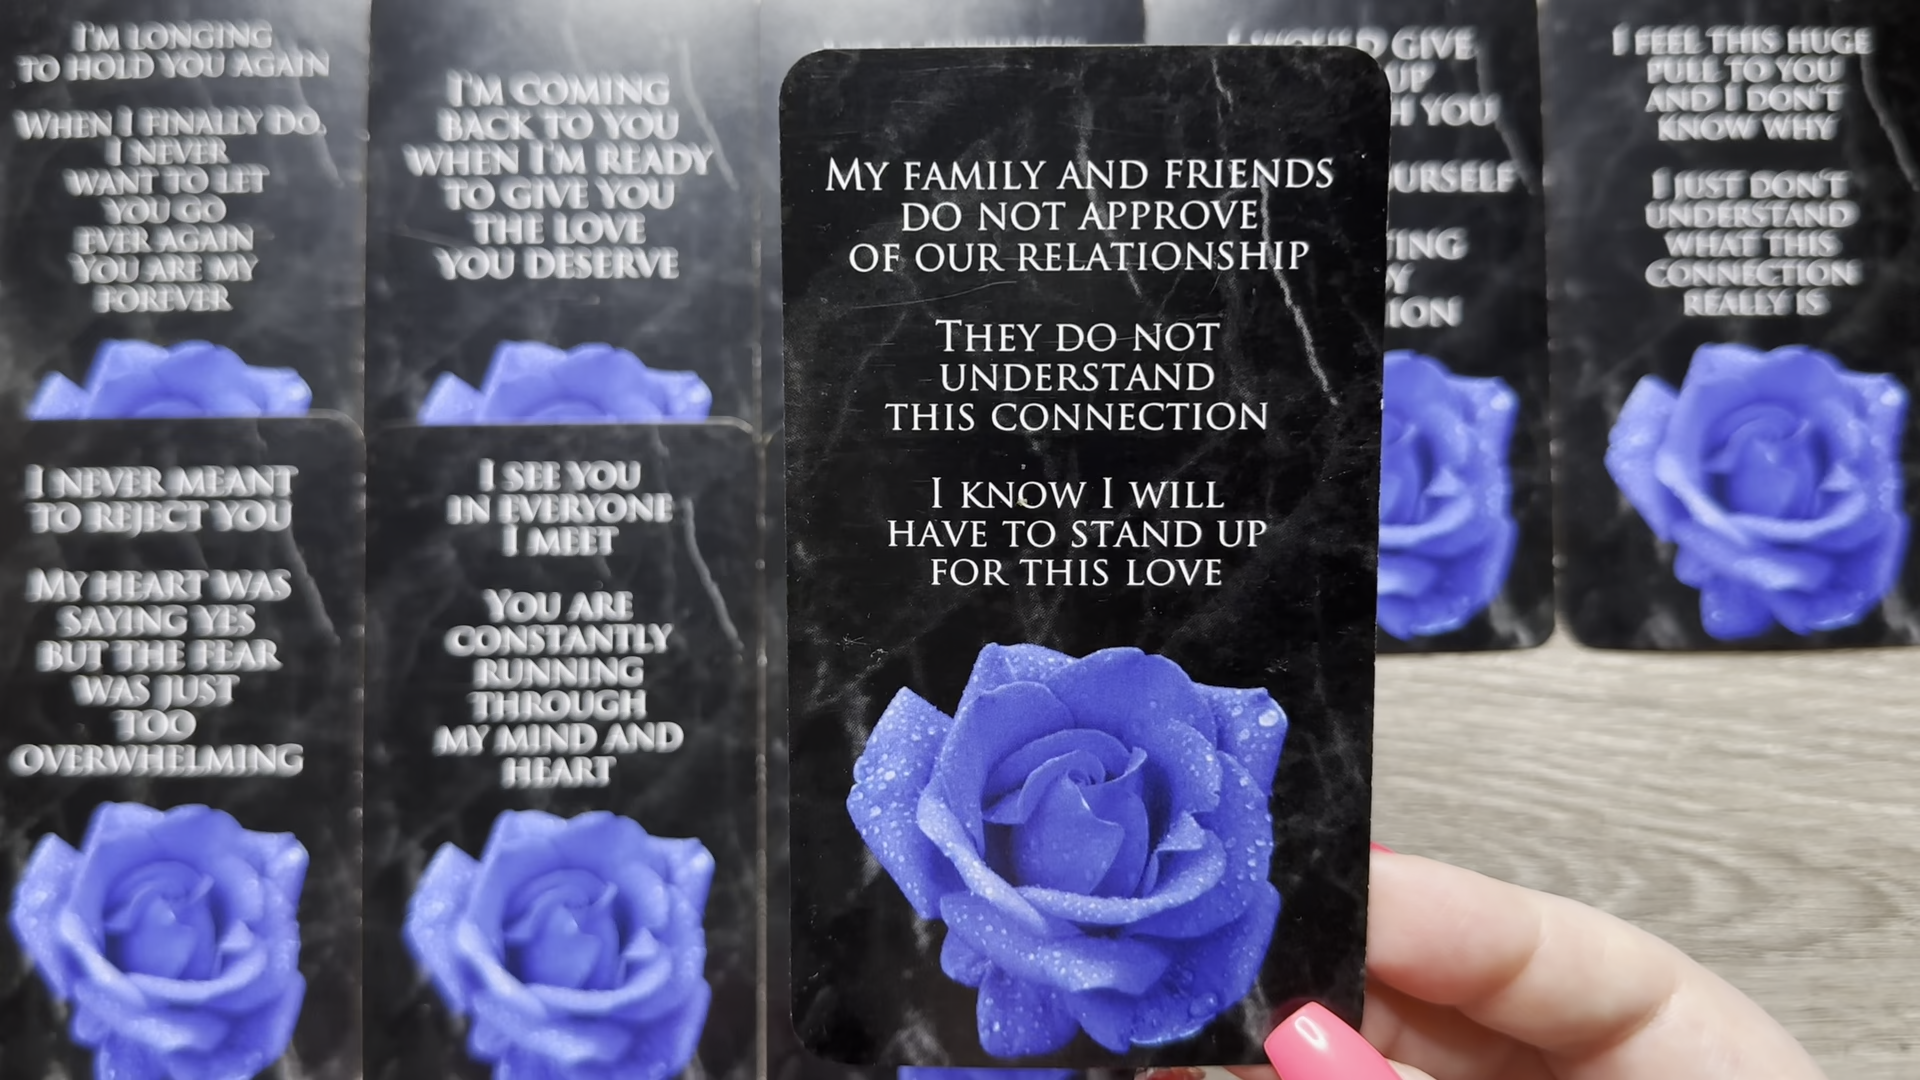 I'M LONGING
TO HOLD YOU AGAIN
WHEN I FINALLY DO,
I NEVER
WANT TO LET
YOU GO
EVER AGAIN
YOU ARE MY
FOREVER
I'M COMING
BACK TO YOU
WHEN I'M READY
TO GIVE YOU
THE LOVE
YOU DESERVE
MY FAMILY AND FRIENDS
DO NOT APPROVE
OF OUR RELATIONSHIP
THEY DO NOT
UNDERSTAND
THIS CONNECTION
I KNOW I WILL
HAVE TO STAND UP
FOR THIS LOVE
I WOULD GIVE
UP
YOU
I FEEL THIS HUGE
PULL TO YOU
AND I DON'T
KNOW WHY
I JUST DON'T
UNDERSTAND
WHAT THIS
CONNECTION
REALLY IS
I NEVER MEANT
TO REJECT YOU
MY HEART WAS
SAYING YES
BUT THE FEAR
WAS JUST
TOO
OVERWHELMING
I SEE YOU
IN EVERYONE
I MEET
YOU ARE
CONSTANTLY
RUNNING
THROUGH
MY MIND AND
HEART